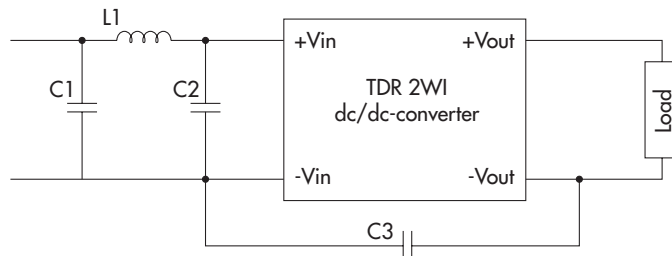 L1
+Vin
+Vout
C1
C2
TDR 2WI
dc/dc-converter
Load
-Vin
-Vout
C3